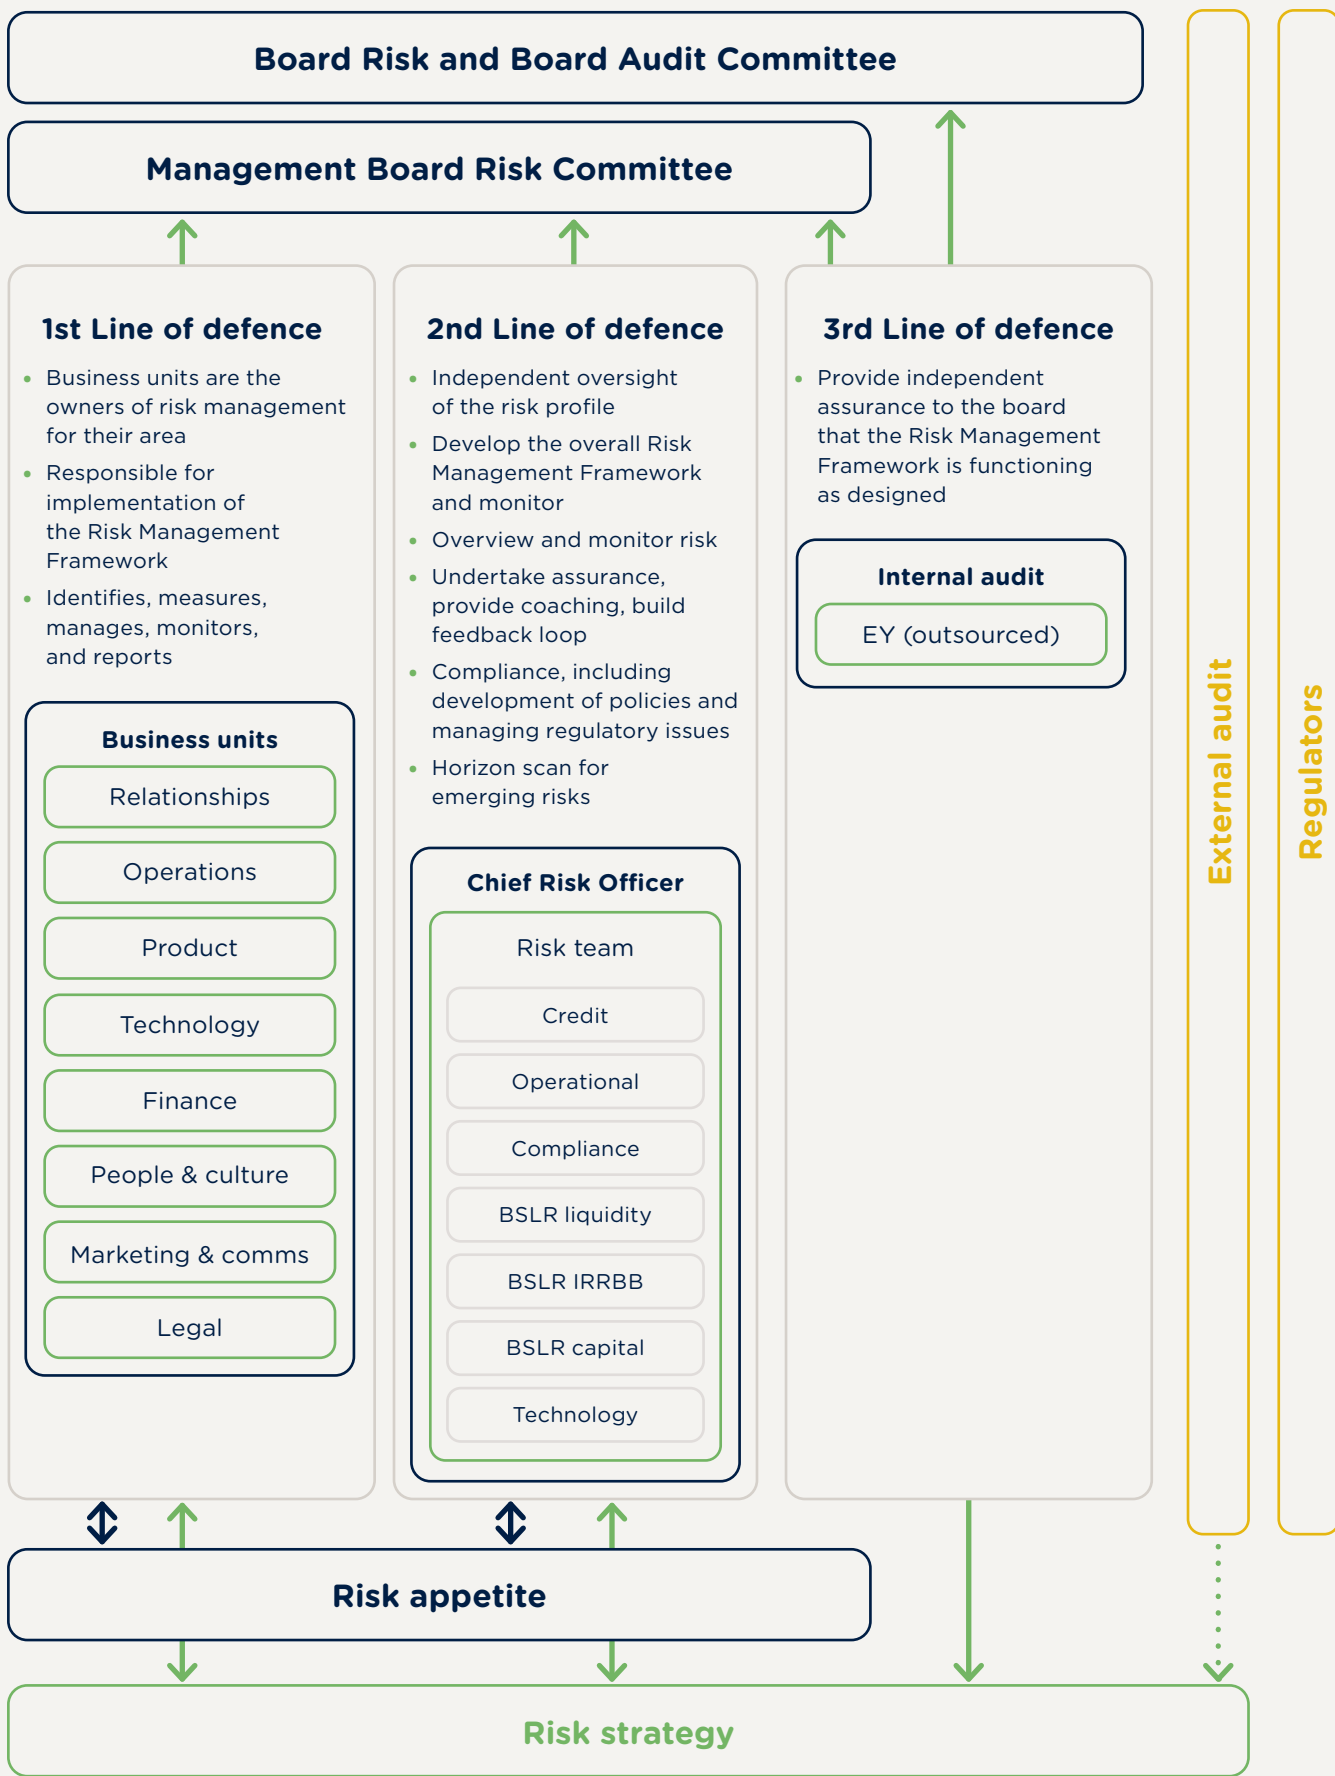 Board Risk and Board Audit Committee
Management Board Risk Committee
1st Line of defence
• Business units are the
owners of risk management
for their area
• Responsible for
implementation of
the Risk Management
Framework
• Identifies, measures,
manages, monitors,
and reports
Business units
Relationships
Operations
Product
Technology
Finance
People & culture
Marketing & comms
Legal
2nd Line of defence
• Independent oversight
of the risk profile
• Develop the overall Risk
Management Framework
and monitor
• Overview and monitor risk
• Undertake assurance,
provide coaching, build
feedback loop
• Compliance, including
development of policies and
managing regulatory issues
• Horizon scan for
emerging risks
Chief Risk Officer
Risk team
Credit
Operational
Compliance
BSLR liquidity
BSLR IRRBB
BSLR capital
Technology
3rd Line of defence
• Provide independent
assurance to the board
that the Risk Management
Framework is functioning
as designed
Internal audit
EY (outsourced)
External audit
Regulators
Risk appetite
Risk strategy